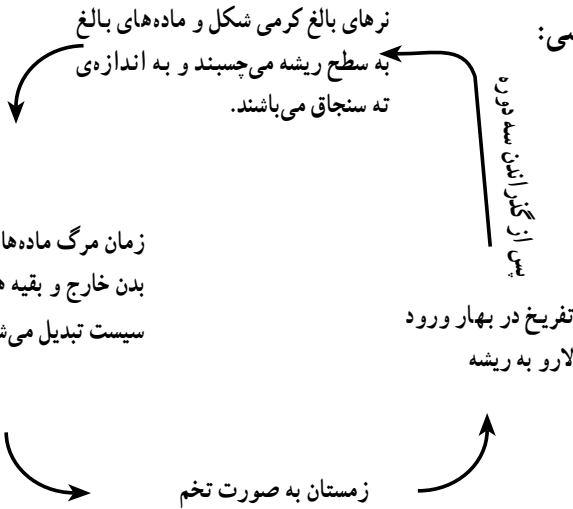 نرهای بالغ کرمی شکل و ماده‌های بالغ
به سطح ریشه می‌چسبند و به اندازه‌ی
ته سنجاق می‌باشند.
پس از گذراندن سه دوره
زمان مرگ ماده‌ها
بدن خارج و بقیه
سیست تبدیل
تفریخ در بهار ورود
لارو به ریشه
زمستان به صورت تخم